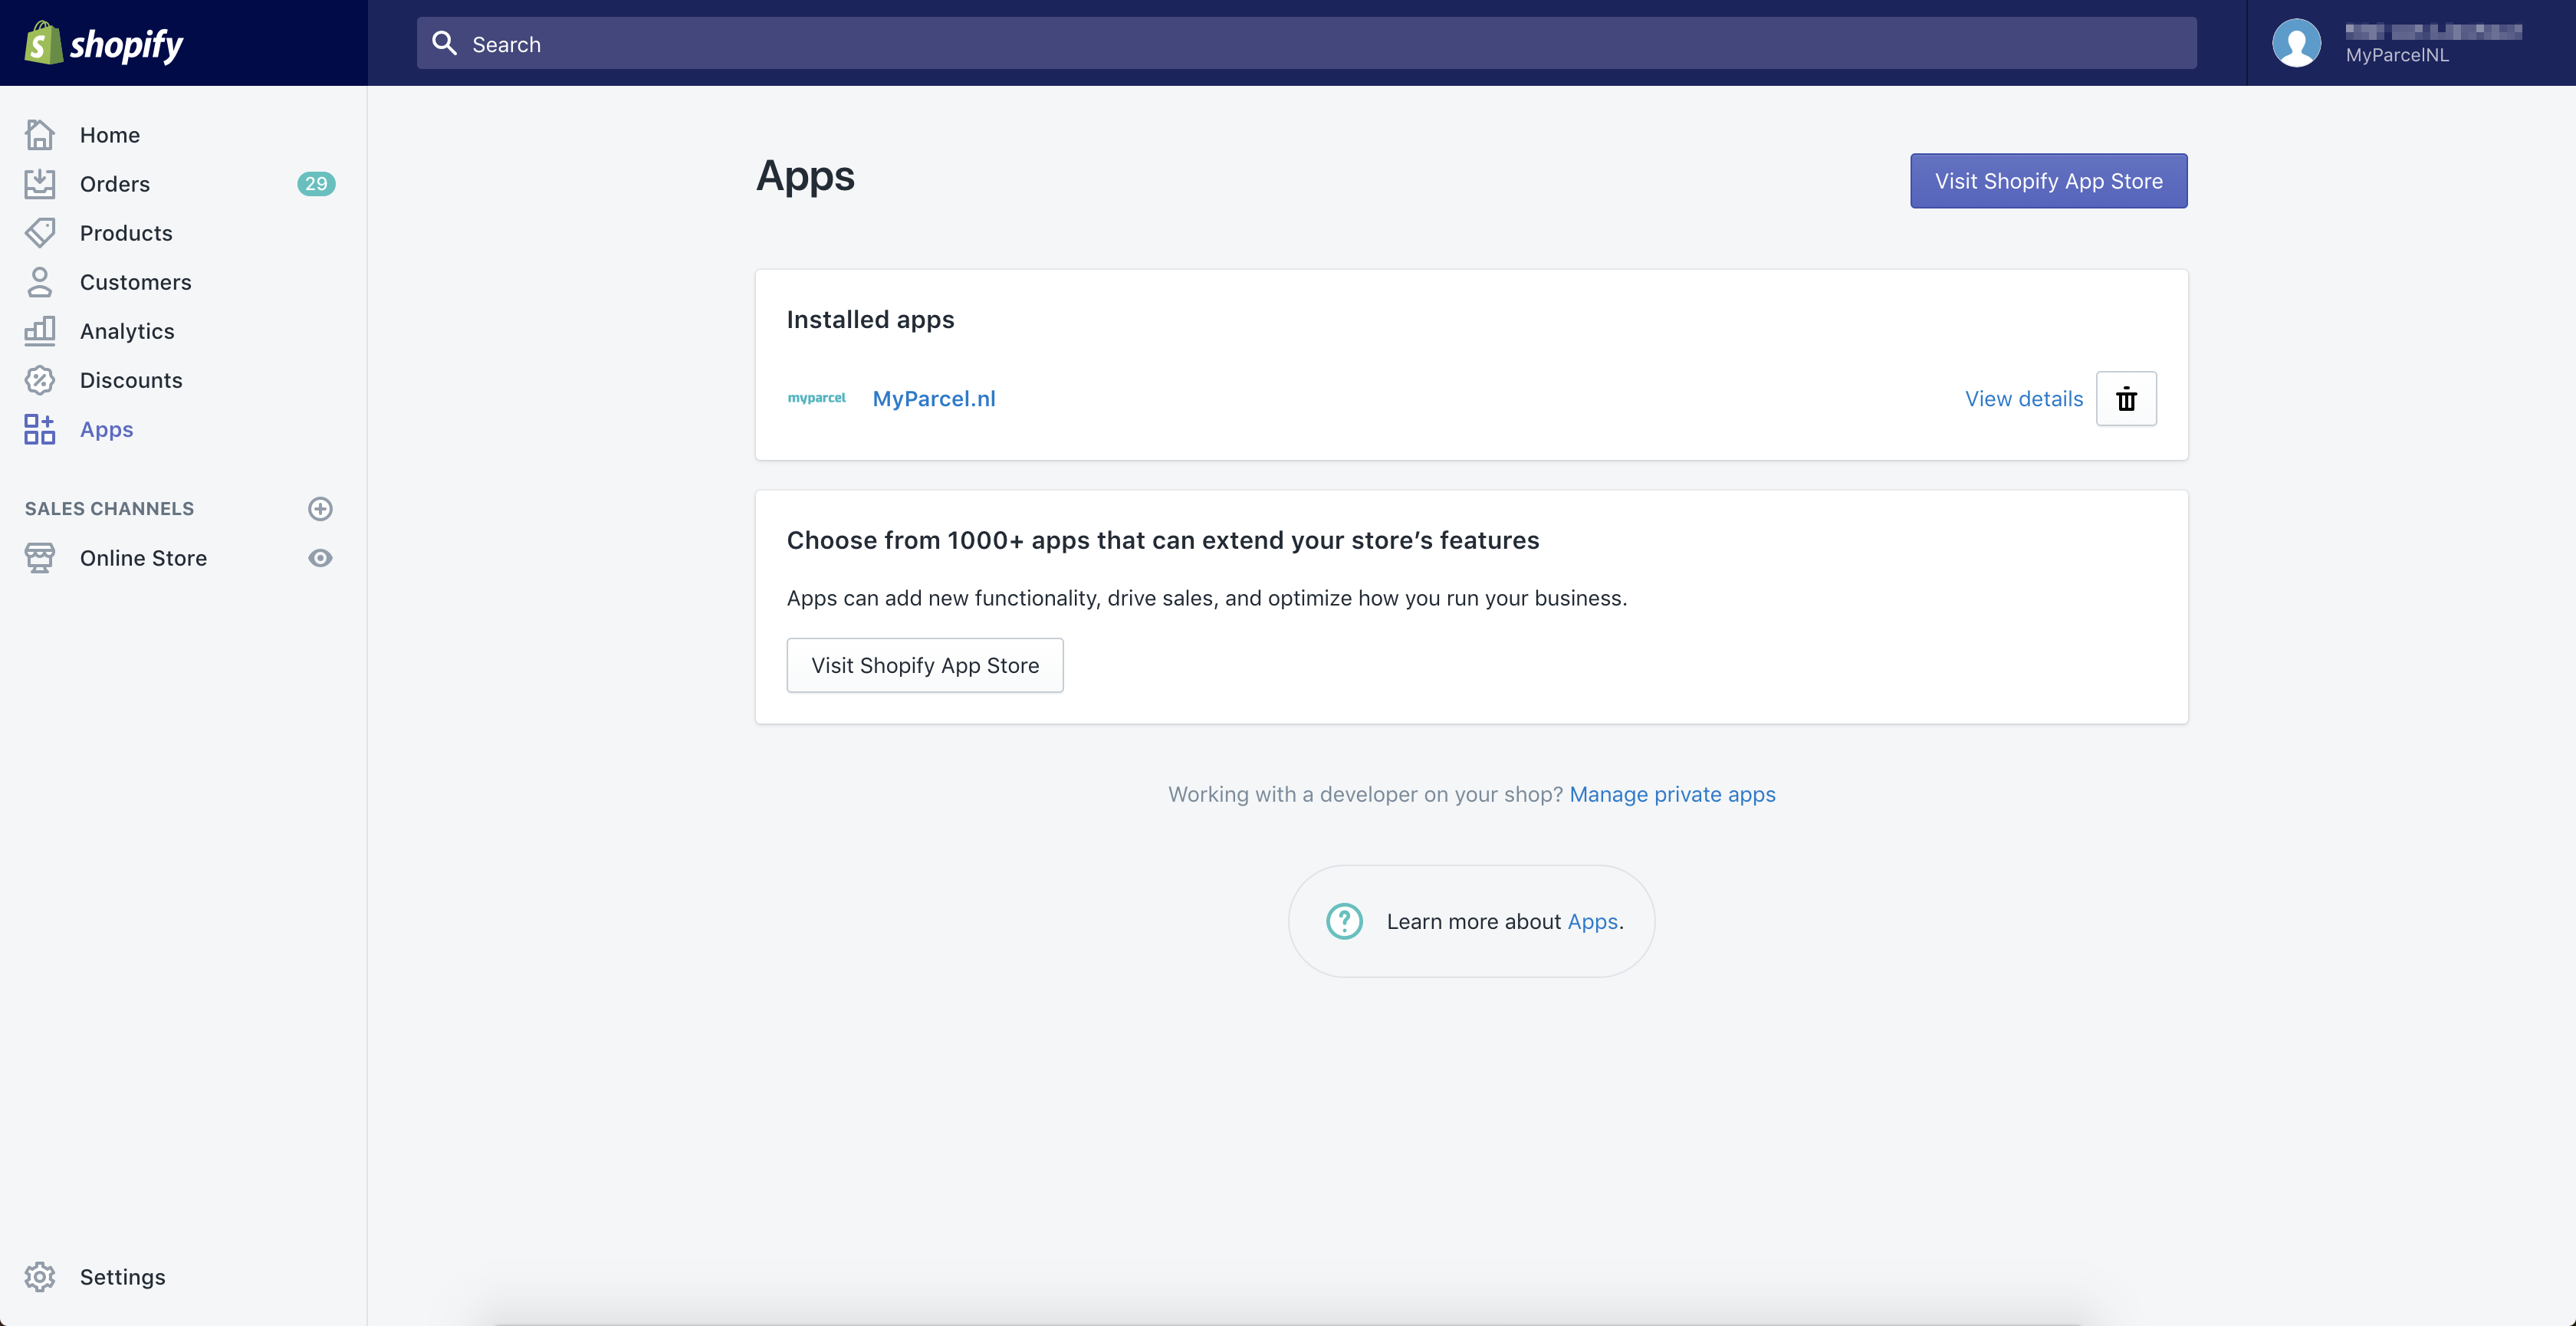 shopify
Search
MyParcelNL
Home
Orders 29
Products
Customers
Analytics
Discounts
Apps
SALES CHANNELS
Online Store
Settings
Apps
Visit Shopify App Store
Installed apps
myparcel MyParcel.nl View details
Choose from 1000+ apps that can extend your store’s features
Apps can add new functionality, drive sales, and optimize how you run your business.
Visit Shopify App Store
Working with a developer on your shop? Manage private apps
Learn more about Apps.